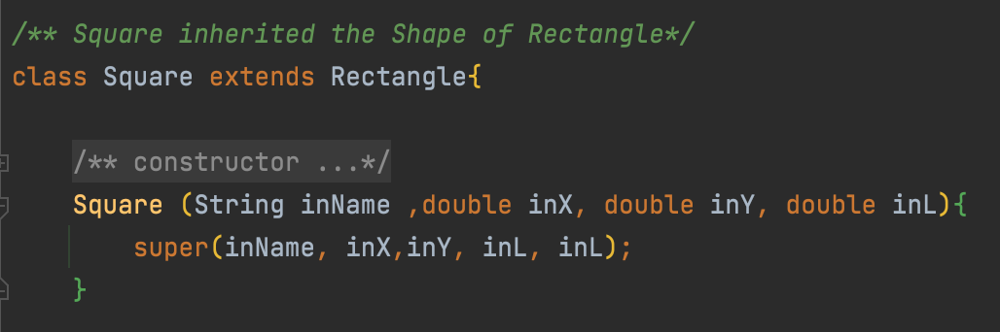 /** Square inherited the Shape of Rectangle*/
class Square extends Rectangle{
/** constructor ...*/
Square (String inName ,double inX, double inY, double inL){
super(inName, inX,inY, inL, inL);
}